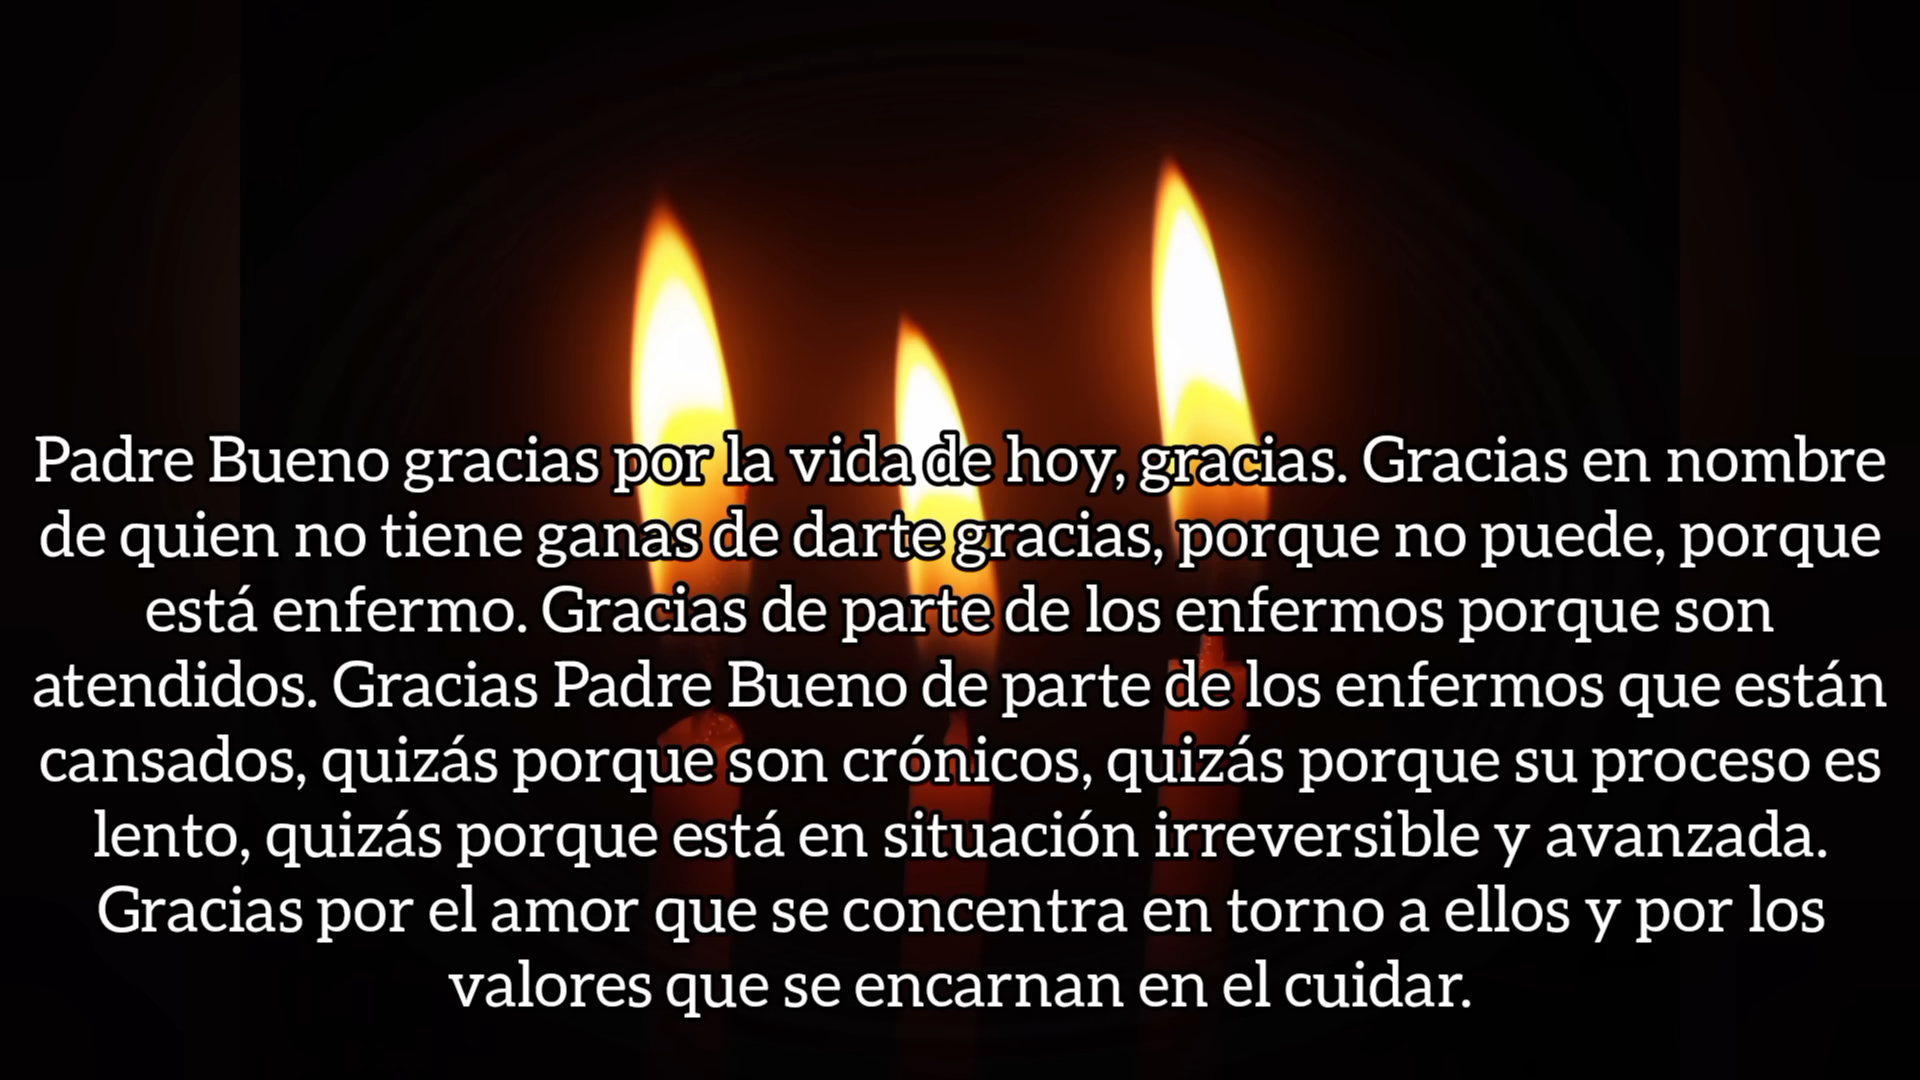 Padre Bueno gracias por la vida de hoy, gracias. Gracias en nombre
de quien no tiene ganas de darte gracias, porque no puede, porque
está enfermo. Gracias de parte de los enfermos porque son
atendidos. Gracias Padre Bueno de parte de los enfermos que están
cansados, quizás porque son crónicos, quizás porque su proceso es
lento, quizás porque está en situación irreversible y avanzada.
Gracias por el amor que se concentra en torno a ellos y por los
valores que se encarnan en el cuidar.